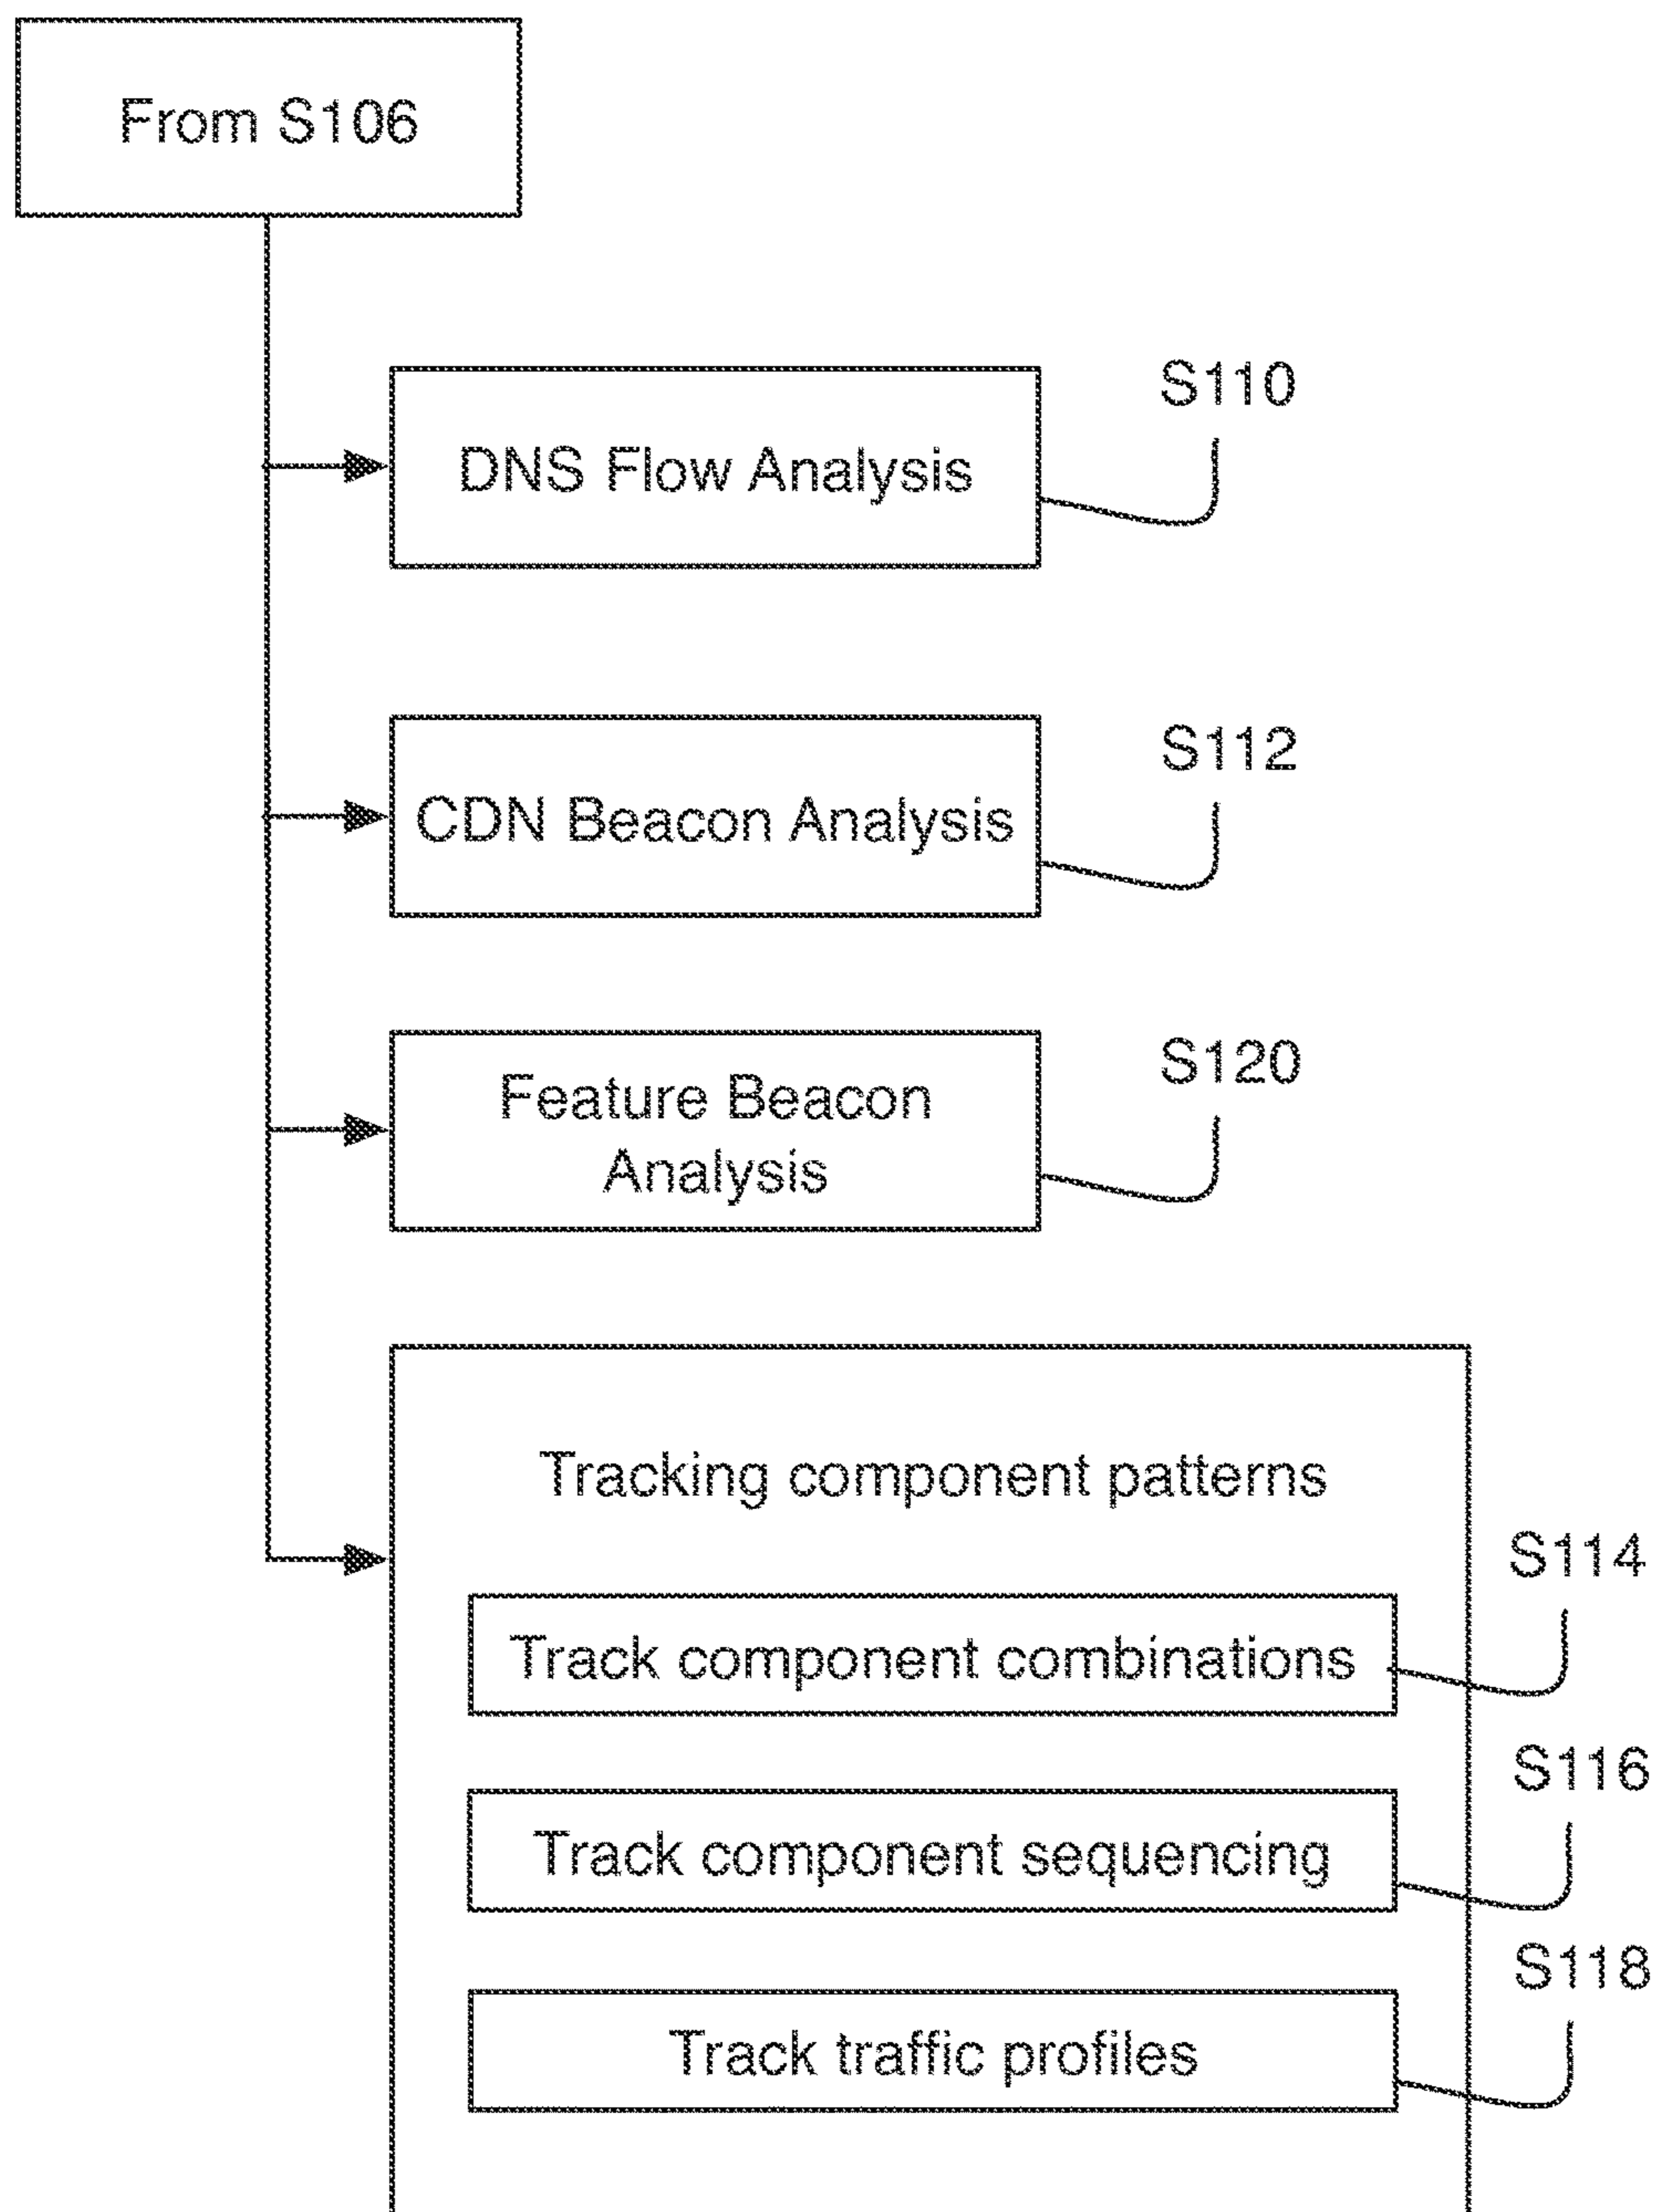 From S106
S110
DNS Flow Analysis
S112
CDN Beacon Analysis
S120
Feature Beacon
Analysis
Tracking component patterns
S114
Track component combinations
S116
Track component sequencing
S118
Track traffic profiles